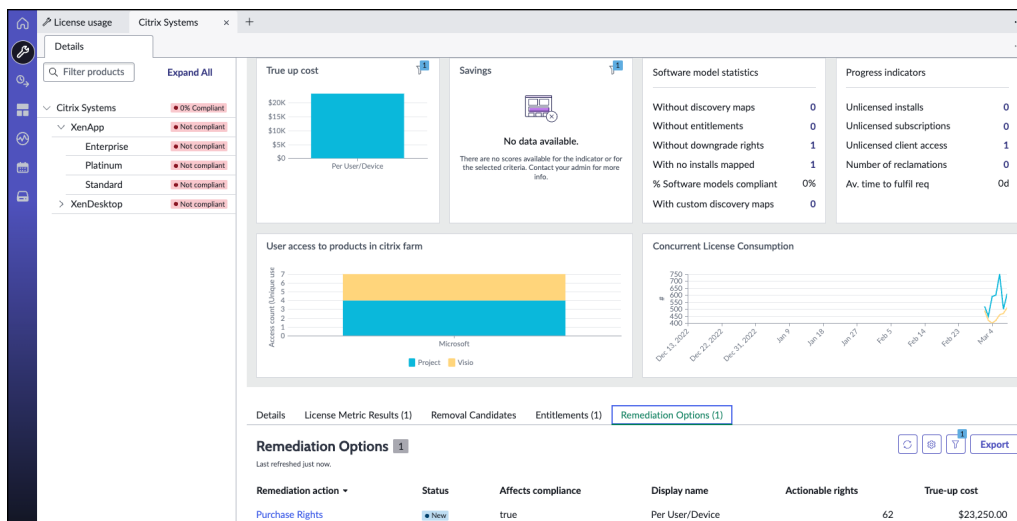 License usage
Citrix Systems × +
Details
Filter products
Expand All
Citrix Systems 0% Compliant
XenApp Not compliant
Enterprise Not compliant
Platinum Not compliant
Standard Not compliant
XenDesktop Not compliant
True up cost
1
$20K
$15K
$10K
$5K
$0
Per User/Device
Savings
1
No data available.
There are no scores available for the indicator or for
the selected criteria. Contact your admin for more
info.
Software model statistics
Without discovery maps 0
Without entitlements 0
Without downgrade rights 1
With no installs mapped 1
% Software models compliant 0%
With custom discovery maps 0
Progress indicators
Unlicensed installs 0
Unlicensed subscriptions 0
Unlicensed client access 1
Number of reclamations 0
Av. time to fulfil req 0d
User access to products in citrix farm
Access count (Unique use
7
6
5
4
3
2
1
0
Microsoft
Project Visio
Concurrent License Consumption
#
750
700
650
600
550
500
450
400
Dec 13, 2022 Dec 22, 2022 Dec 31, 2022 Jan 9 Jan 18 Jan 27 Feb 5 Feb 14 Feb 23 Mar 4
Details License Metric Results (1) Removal Candidates Entitlements (1) Remediation Options (1)
Remediation Options 1
Last refreshed just now.
1
Export
Remediation action Status Affects compliance Display name Actionable rights True-up cost
Purchase Rights New true Per User/Device 62 $23,250.00